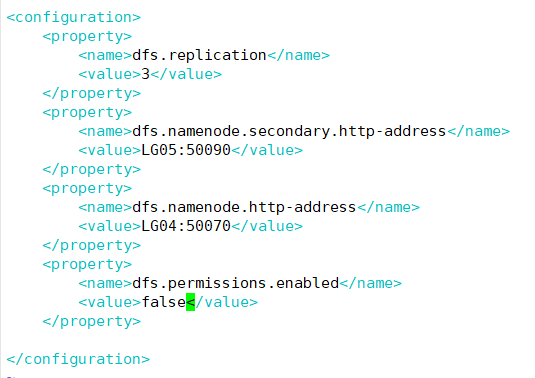 <configuration>
    <property>
        <name>dfs.replication</name>
        <value>3</value>
    </property>
    <property>
        <name>dfs.namenode.secondary.http-address</name>
        <value>LG05:50090</value>
    </property>
    <property>
        <name>dfs.namenode.http-address</name>
        <value>LG04:50070</value>
    </property>
    <property>
        <name>dfs.permissions.enabled</name>
        <value>false</value>
    </property>

</configuration>